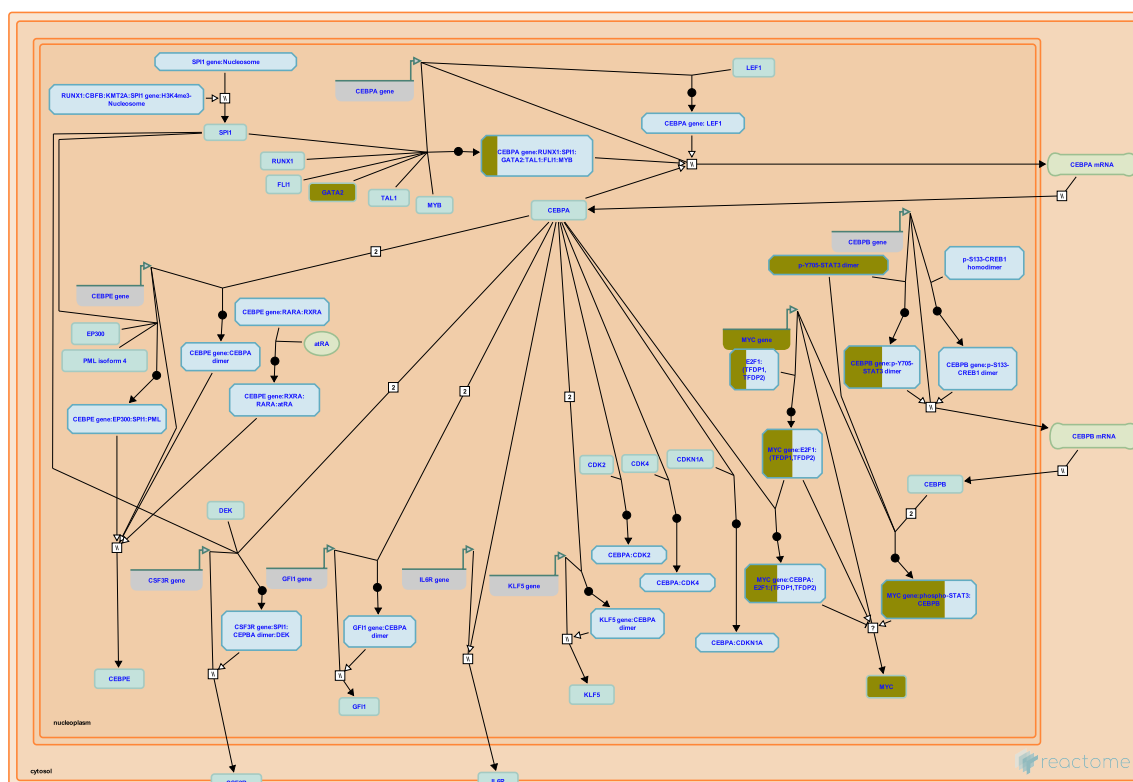 SPI1 gene:Nucleosome
LEF1
CEBPA gene
RUNX1:CBFB:KMT2A:SPI1 gene:H3K4me3-
Nucleosome
CEBPA gene: LEF1
SPI1
CEBPA gene:RUNX1:SPI1:
GATA2:TAL1:FLI1:MYB
RUNX1
CEBPA mRNA
FLI1
GATA2
TAL1
MYB
CEBPA
CEBPB gene
2
p-Y705-STAT3 dimer
p-S133-CREB1
homodimer
CEBPE gene
CEBPE gene:RARA:RXRA
EP300
MYC gene
atRA
PML isoform 4
CEBPE gene:CEBPA
dimer
E2F1:
(TFDP1,
TFDP2)
CEBPB gene:p-Y705-
STAT3 dimer
CEBPB gene:p-S133-
CREB1 dimer
2
2
2
CEBPE gene:RXRA:
RARA:atRA
CEBPE gene:EP300:SPI1:PML
CEBPB mRNA
MYC gene:E2F1:
(TFDP1,TFDP2)
CDK2
CDK4
CDKN1A
CEBPB
2
DEK
CEBPA:CDK2
CSF3R gene
GFI1 gene
IL6R gene
KLF5 gene
CEBPA:CDK4
MYC gene:CEBPA:
E2F1:(TFDP1,TFDP2)
MYC gene:phospho-STAT3:
CEBPB
CSF3R gene:SPI1:
CEPBA dimer:DEK
GFI1 gene:CEBPA
dimer
KLF5 gene:CEBPA
dimer
?
CEBPA:CDKN1A
CEBPE
MYC
KLF5
GFI1
nucleoplasm
cytosol
IL6R
reactome